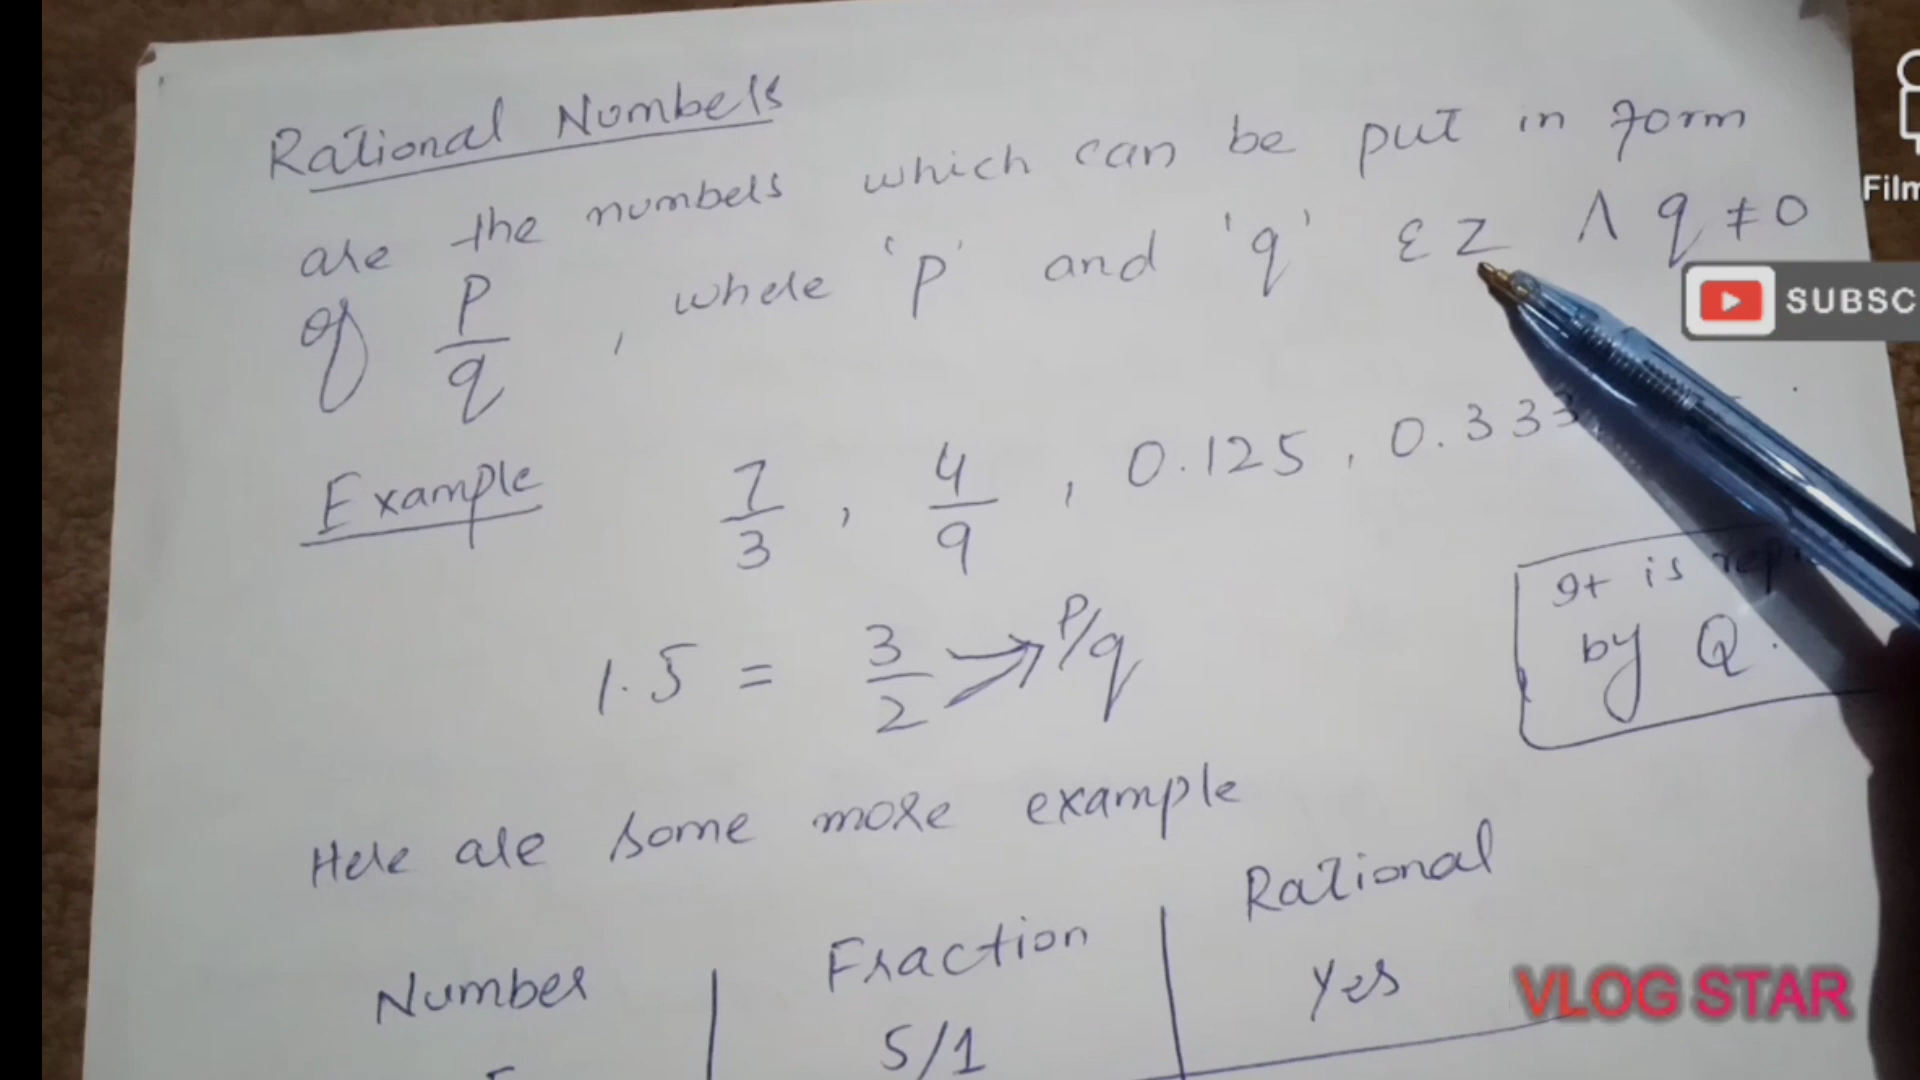 Rational Numbers
are the numbers which can be put in form
of p/q , where 'p' and 'q' ε Z Λ q ≠ 0
Example 7/3 , 4/9 , 0.125 , 0.333
It is
by Q.
1.5 = 3/2 → p/q
Here are some more example
Number Fraction Rational
5/1 Yes
Film
SUBSC
VLOG STAR